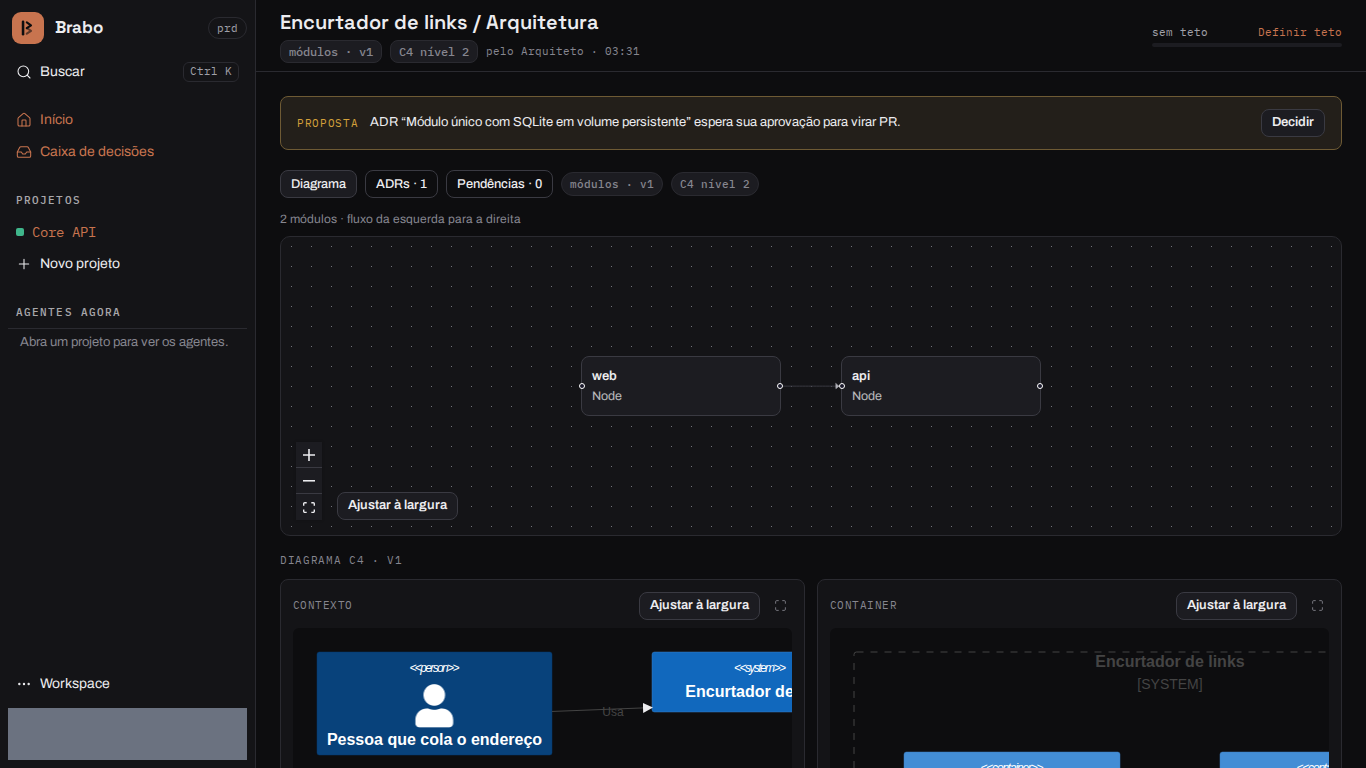 Brabo
prd
Buscar
Ctrl K
Início
Caixa de decisões
PROJETOS
Core API
Novo projeto
AGENTES AGORA
Abra um projeto para ver os agentes.
Workspace
Encurtador de links / Arquitetura
módulos · v1
C4 nível 2
pelo Arquiteto · 03:31
sem teto
Definir teto
PROPOSTA
ADR “Módulo único com SQLite em volume persistente” espera sua aprovação para virar PR.
Decidir
Diagrama
ADRs · 1
Pendências · 0
módulos · v1
C4 nível 2
2 módulos · fluxo da esquerda para a direita
web
Node
api
Node
Ajustar à largura
DIAGRAMA C4 · V1
CONTEXTO
Ajustar à largura
<<person>>
Pessoa que cola o endereço
Usa
<<system>>
Encurtador de
CONTAINER
Ajustar à largura
Encurtador de links
[SYSTEM]
<<container>>